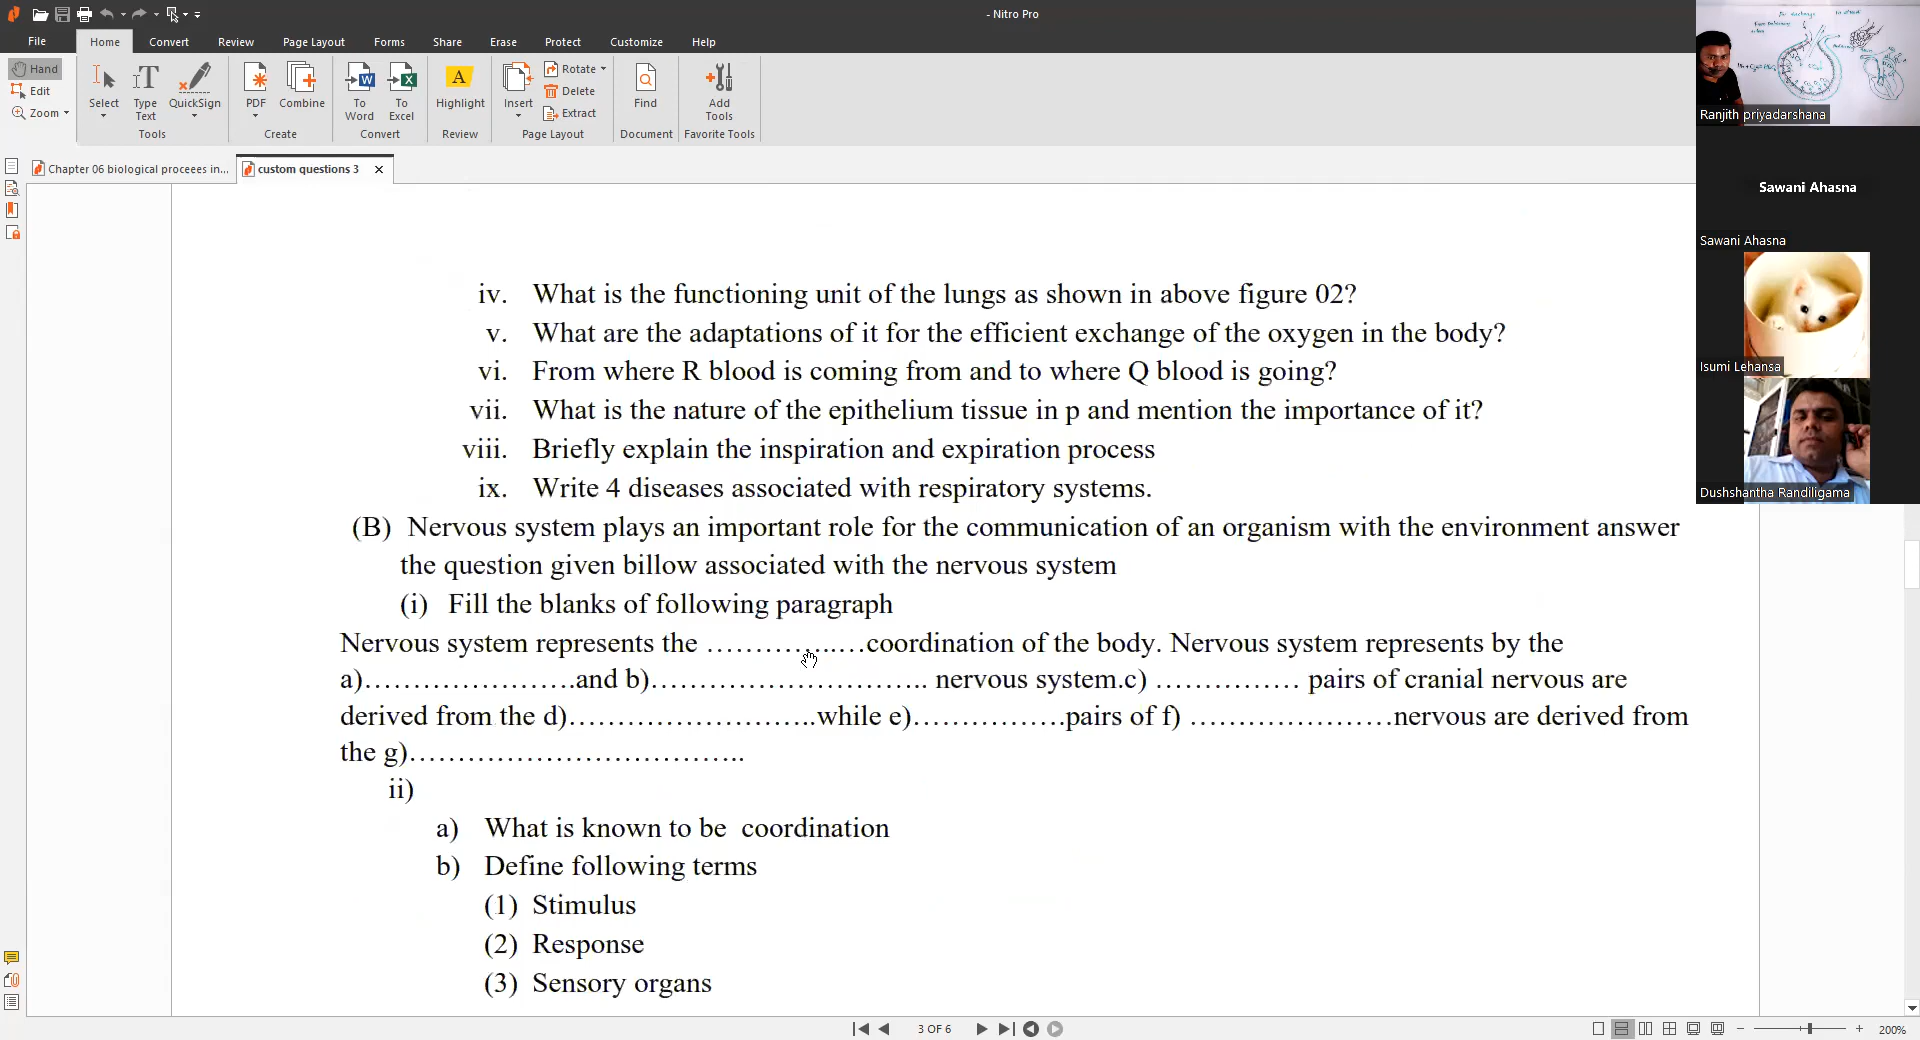 - Nitro Pro
File Home Convert Review Page Layout Forms Share Erase Protect Customize Help
Hand
Edit
Zoom
Select
Type Text
QuickSign
Tools
PDF
Combine
Create
To Word
To Excel
Convert
Highlight
Review
Insert
Rotate
Delete
Extract
Page Layout
Find
Document
Add Tools
Favorite Tools
Chapter 06 biological proceees in...
custom questions 3
iv. What is the functioning unit of the lungs as shown in above figure 02?
v. What are the adaptations of it for the efficient exchange of the oxygen in the body?
vi. From where R blood is coming from and to where Q blood is going?
vii. What is the nature of the epithelium tissue in p and mention the importance of it?
viii. Briefly explain the inspiration and expiration process
ix. Write 4 diseases associated with respiratory systems.
(B) Nervous system plays an important role for the communication of an organism with the environment answer
the question given billow associated with the nervous system
(i) Fill the blanks of following paragraph
Nervous system represents the ……………..…coordination of the body. Nervous system represents by the
a)………………….and b)……………………….. nervous system.c) …………… pairs of cranial nervous are
derived from the d)……………………..while e)…………….pairs of f) …………………nervous are derived from
the g)……………………………..
ii)
a) What is known to be coordination
b) Define following terms
(1) Stimulus
(2) Response
(3) Sensory organs
3 OF 6
200%
Ranjith priyadarshana
Sawani Ahasna
Sawani Ahasna
Isumi Lehansa
Dushshantha Randiligama